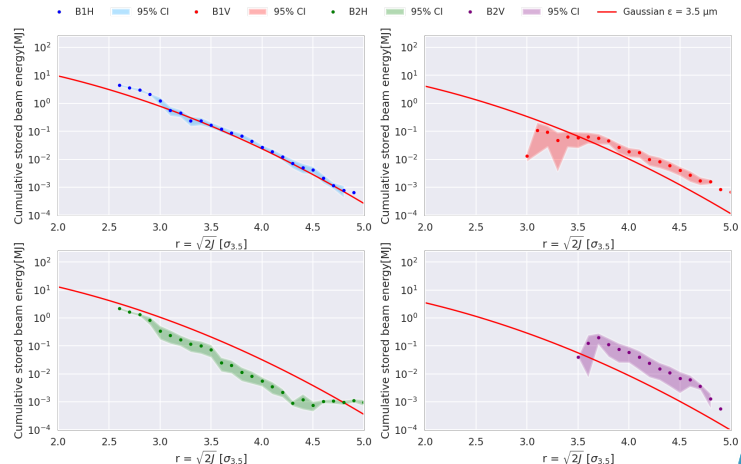 B1H 95% CI B1V 95% CI B2H 95% CI B2V 95% CI Gaussian ε = 3.5 μm
Cumulative stored beam energy[MJ]
10² 10¹ 10⁰ 10⁻¹ 10⁻² 10⁻³ 10⁻⁴
2.0 2.5 3.0 3.5 4.0 4.5 5.0
r = √2J [σ3.5]
Cumulative stored beam energy[MJ]
10² 10¹ 10⁰ 10⁻¹ 10⁻² 10⁻³ 10⁻⁴
2.0 2.5 3.0 3.5 4.0 4.5 5.0
r = √2J [σ3.5]
Cumulative stored beam energy[MJ]
10² 10¹ 10⁰ 10⁻¹ 10⁻² 10⁻³ 10⁻⁴
2.0 2.5 3.0 3.5 4.0 4.5 5.0
r = √2J [σ3.5]
Cumulative stored beam energy[MJ]
10² 10¹ 10⁰ 10⁻¹ 10⁻² 10⁻³ 10⁻⁴
2.0 2.5 3.0 3.5 4.0 4.5 5.0
r = √2J [σ3.5]